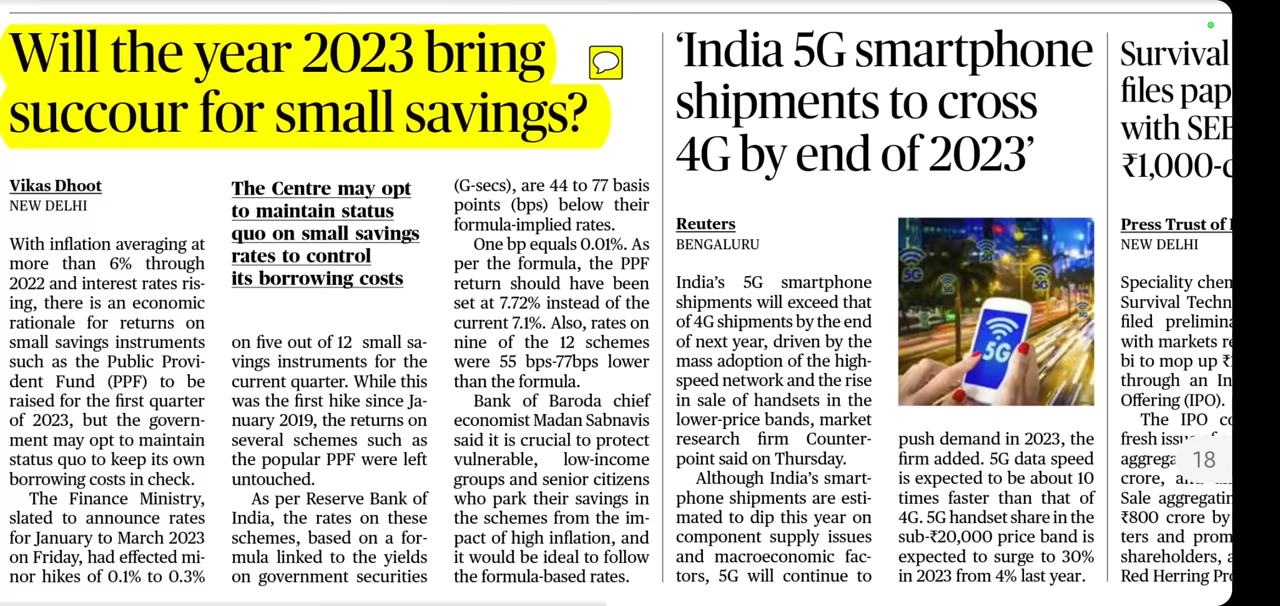 Will the year 2023 bring
succour for small savings?
Vikas Dhoot
NEW DELHI
With inflation averaging at
more than 6% through
2022 and interest rates ris-
ing, there is an economic
rationale for returns on
small savings instruments
such as the Public Provi-
dent Fund (PPF) to be
raised for the first quarter
of 2023, but the govern-
ment may opt to maintain
status quo to keep its own
borrowing costs in check.
The Finance Ministry,
slated to announce rates
for January to March 2023
on Friday, had effected mi-
nor hikes of 0.1% to 0.3%
The Centre may opt
to maintain status
quo on small savings
rates to control
its borrowing costs
on five out of 12 small sa-
vings instruments for the
current quarter. While this
was the first hike since Ja-
nuary 2019, the returns on
several schemes such as
the popular PPF were left
untouched.
As per Reserve Bank of
India, the rates on these
schemes, based on a for-
mula linked to the yields
on government securities
(G-secs), are 44 to 77 basis
points (bps) below their
formula-implied rates.
One bp equals 0.01%. As
per the formula, the PPF
return should have been
set at 7.72% instead of the
current 7.1%. Also, rates on
nine of the 12 schemes
were 55 bps-77bps lower
than the formula.
Bank of Baroda chief
economist Madan Sabnavis
said it is crucial to protect
vulnerable, low-income
groups and senior citizens
who park their savings in
the schemes from the im-
pact of high inflation, and
it would be ideal to follow
the formula-based rates.
‘India 5G smartphone
shipments to cross
4G by end of 2023’
Reuters
BENGALURU
India’s 5G smartphone
shipments will exceed that
of 4G shipments by the end
of next year, driven by the
mass adoption of the high-
speed network and the rise
in sale of handsets in the
lower-price bands, market
research firm Counter-
point said on Thursday.
Although India’s smart-
phone shipments are esti-
mated to dip this year on
component supply issues
and macroeconomic fac-
tors, 5G will continue to
5G
5G
5G
push demand in 2023, the
firm added. 5G data speed
is expected to be about 10
times faster than that of
4G. 5G handset share in the
sub-₹20,000 price band is
expected to surge to 30%
in 2023 from 4% last year.
Survival
files pap
with SEB
₹1,000-c
Press Trust of
NEW DELHI
Speciality chem
Survival Techn
filed prelimina
with markets re
bi to mop up ₹
through an In
Offering (IPO).
The IPO co
fresh issu
aggrega
crore,
Sale aggregatin
₹800 crore by
ters and prom
shareholders, a
Red Herring Pr
18